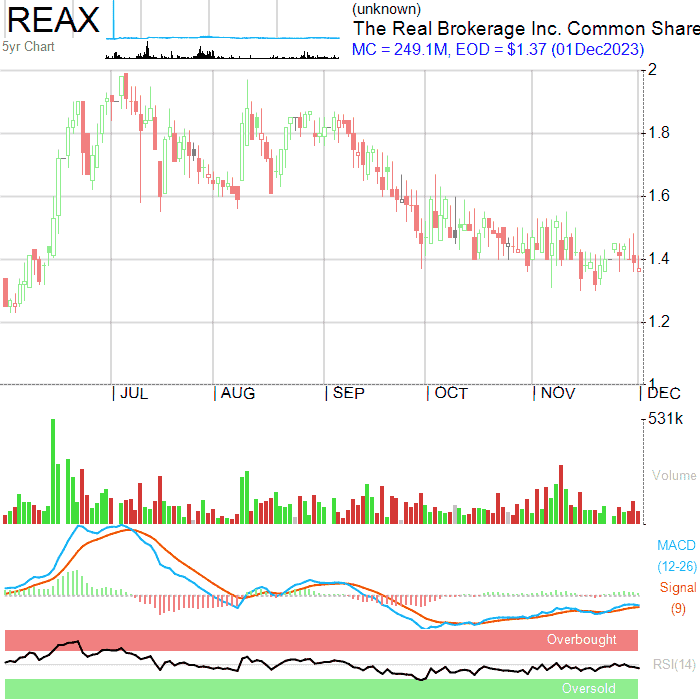 REAX
5yr Chart
(unknown)
The Real Brokerage Inc. Common Share
MC = 249.1M, EOD = $1.37 (01Dec2023)
2
1.8
1.6
1.4
1.2
1
JUL AUG SEP OCT NOV DEC
531k
Volume
MACD
(12-26)
Signal
(9)
Overbought
RSI(14)
Oversold